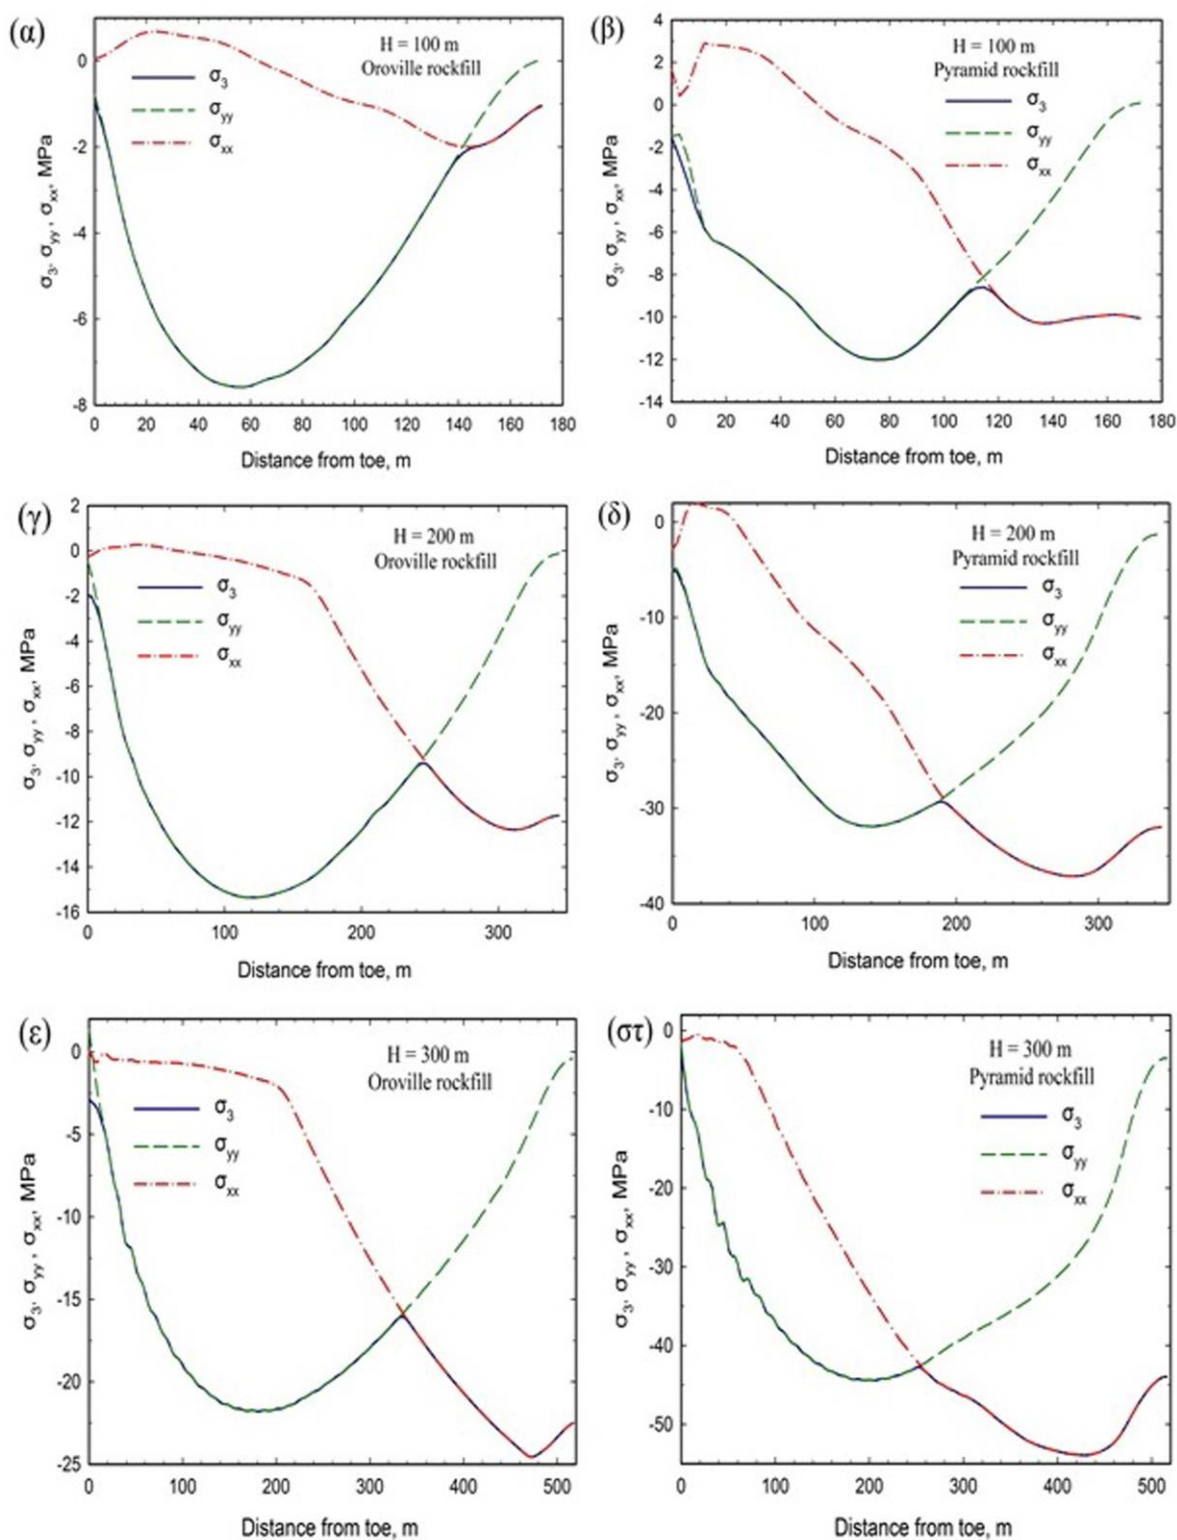 (α)
H = 100 m
Oroville rockfill
σ3
σyy
σxx
σ3, σyy , σxx, MPa
0
-2
-4
-6
-8
0 20 40 60 80 100 120 140 160 180
Distance from toe, m
(β)
H = 100 m
Pyramid rockfill
σ3
σyy
σxx
σ3, σyy , σxx, MPa
4
2
0
-2
-4
-6
-8
-10
-12
-14
0 20 40 60 80 100 120 140 160 180
Distance from toe, m
(γ)
H = 200 m
Oroville rockfill
σ3
σyy
σxx
σ3, σyy , σxx, MPa
2
0
-2
-4
-6
-8
-10
-12
-14
-16
0 100 200 300
Distance from toe, m
(δ)
H = 200 m
Pyramid rockfill
σ3
σyy
σxx
σ3, σyy , σxx, MPa
0
-10
-20
-30
-40
0 100 200 300
Distance from toe, m
(ε)
H = 300 m
Oroville rockfill
σ3
σyy
σxx
σ3, σyy , σxx, MPa
0
-5
-10
-15
-20
-25
0 100 200 300 400 500
Distance from toe, m
(στ)
H = 300 m
Pyramid rockfill
σ3
σyy
σxx
σ3, σyy , σxx, MPa
0
-10
-20
-30
-40
-50
0 100 200 300 400 500
Distance from toe, m